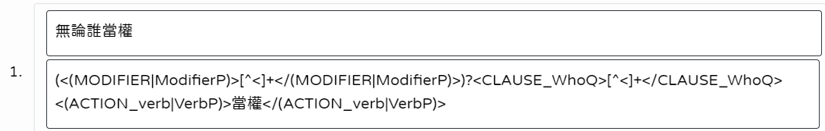 無論誰當權
1.
(<(MODIFIER|ModifierP)>[^<]+</(MODIFIER|ModifierP)>)?<CLAUSE_WhoQ>[^<]+</CLAUSE_WhoQ>
<(ACTION_verb|VerbP)>當權</(ACTION_verb|VerbP)>